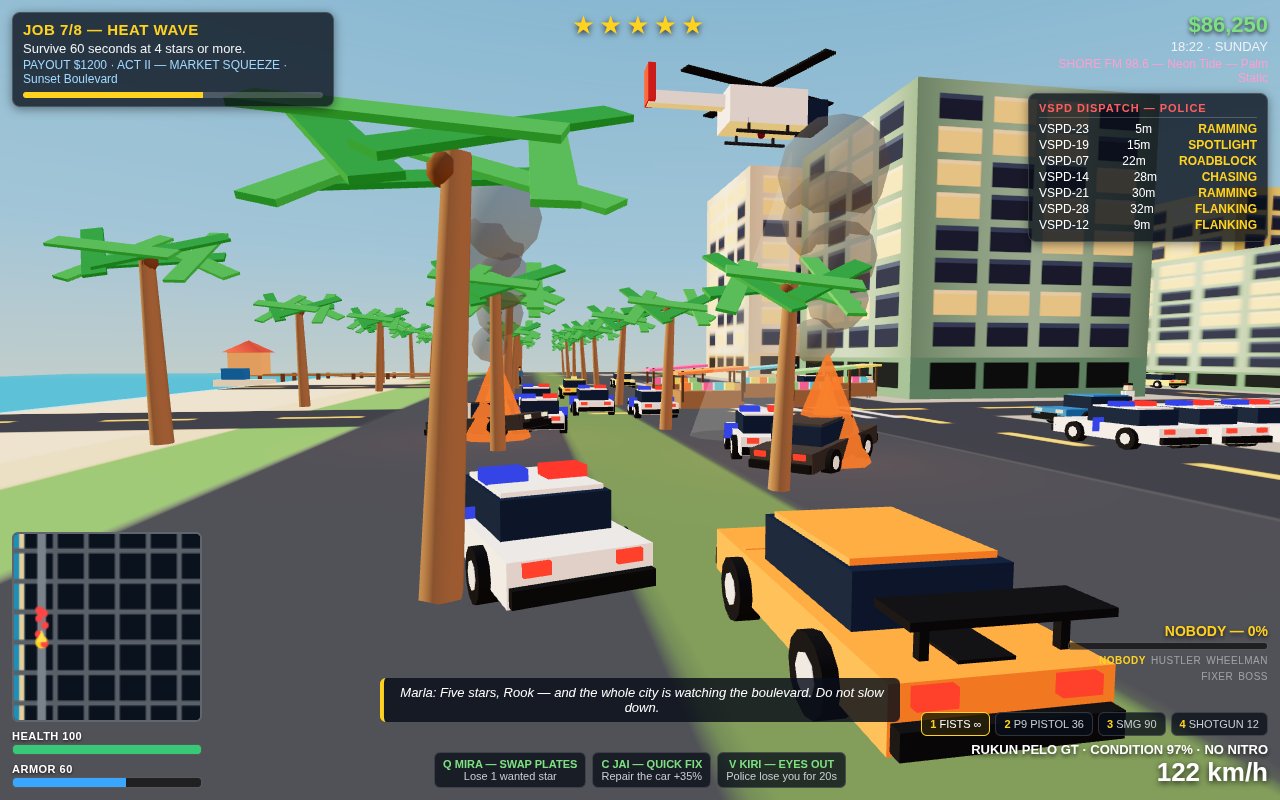 JOB 7/8 — HEAT WAVE
Survive 60 seconds at 4 stars or more.
PAYOUT $1200 · ACT II — MARKET SQUEEZE ·
Sunset Boulevard
★ ★ ★ ★ ★
$86,250
18:22 · SUNDAY
SHORE FM 98.6 — Neon Tide — Palm
Static
VSPD DISPATCH — POLICE
VSPD-23 5m RAMMING
VSPD-19 15m SPOTLIGHT
VSPD-07 22m ROADBLOCK
VSPD-14 28m CHASING
VSPD-21 30m RAMMING
VSPD-28 32m FLANKING
VSPD-12 9m FLANKING
HEALTH 100
ARMOR 60
Marla: Five stars, Rook — and the whole city is watching the boulevard. Do not slow
down.
Q MIRA — SWAP PLATES
Lose 1 wanted star
C JAI — QUICK FIX
Repair the car +35%
V KIRI — EYES OUT
Police lose you for 20s
NOBODY — 0%
NOBODY HUSTLER WHEELMAN
FIXER BOSS
1 FISTS ∞ 2 P9 PISTOL 36 3 SMG 90 4 SHOTGUN 12
RUKUN PELO GT · CONDITION 97% · NO NITRO
122 km/h